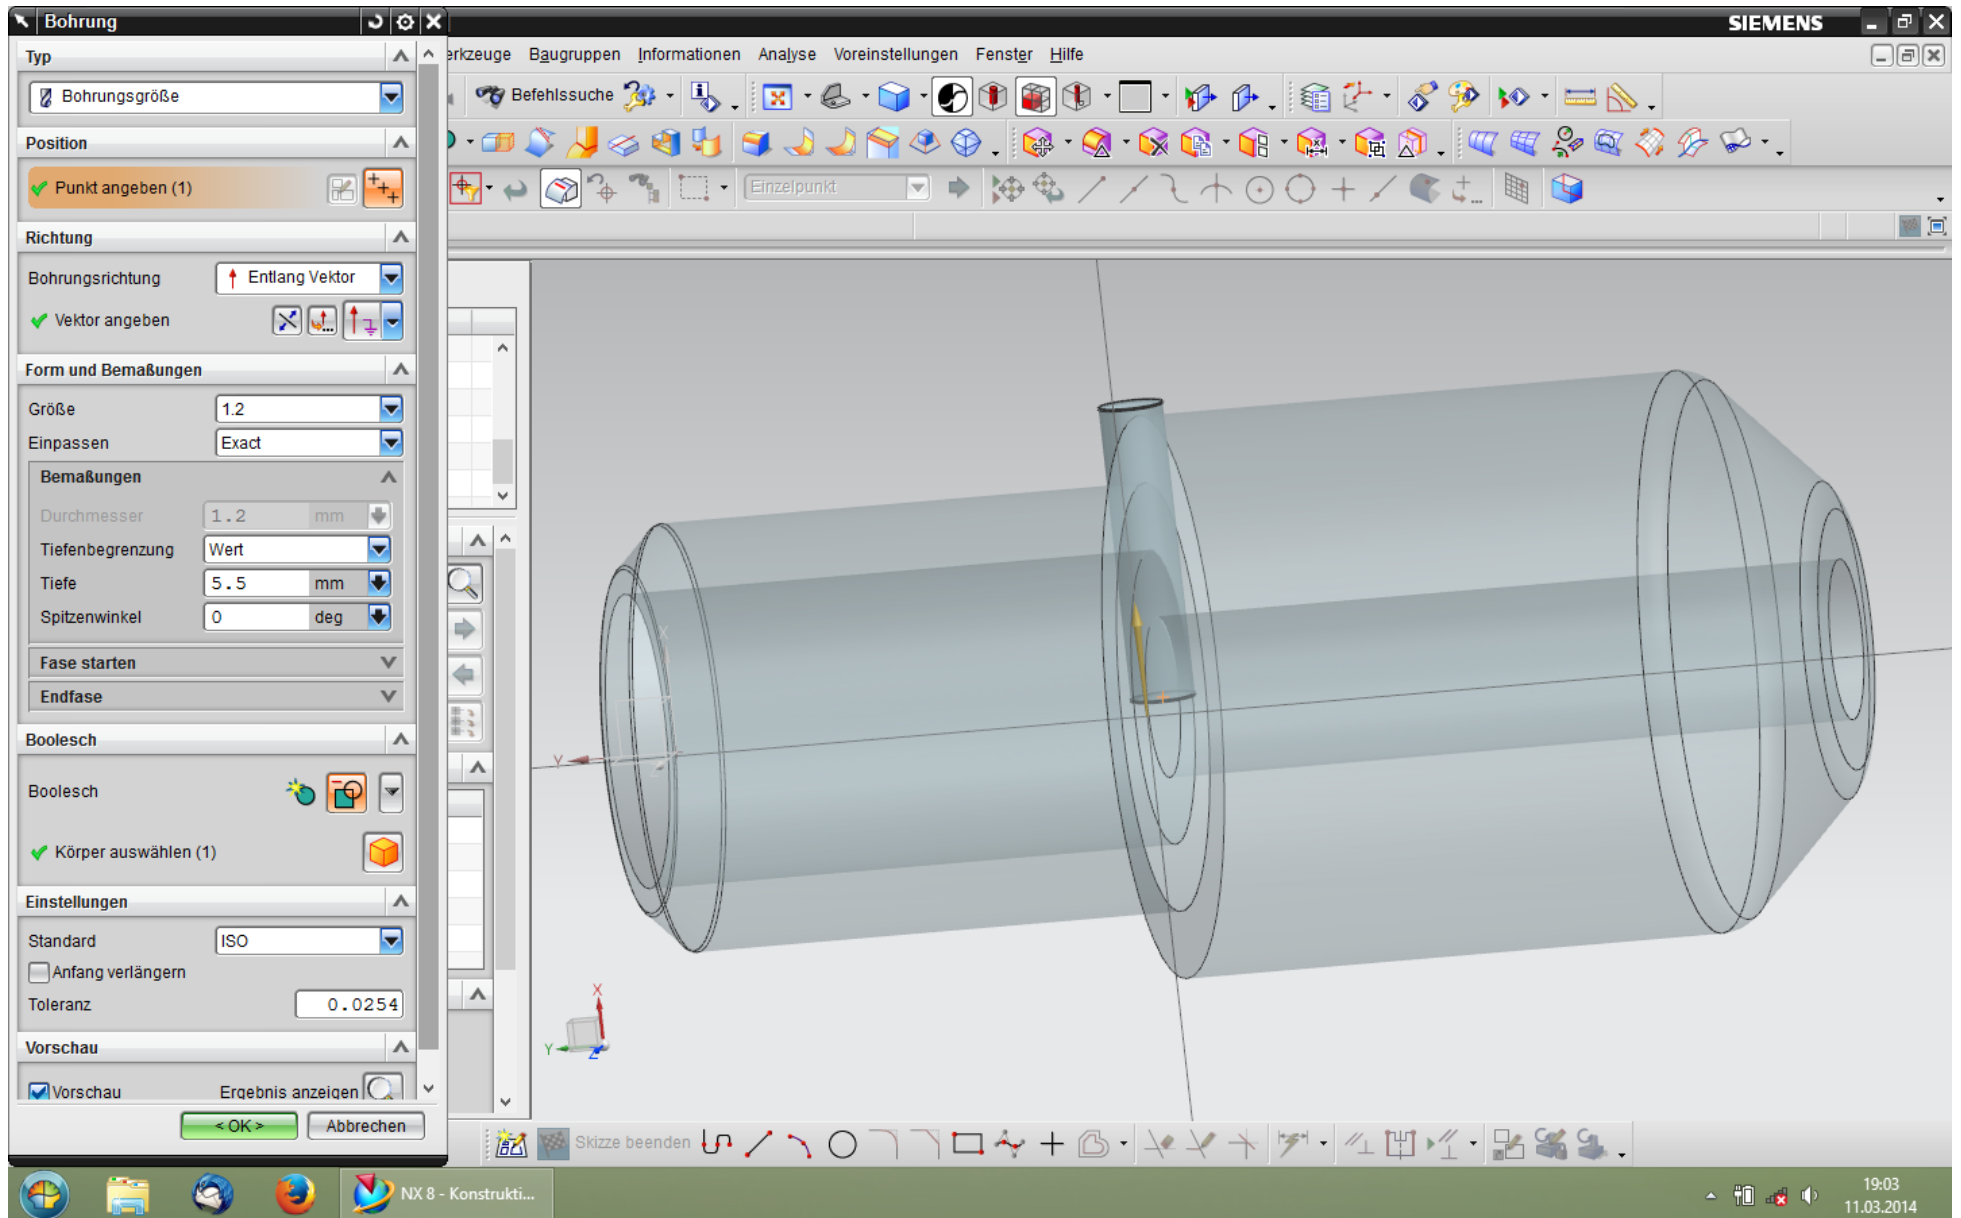 Bohrung
SIEMENS
Typ
erkzeuge Baugruppen Informationen Analyse Voreinstellungen Fenster Hilfe
Bohrungsgröße
Befehlssuche
Position
Punkt angeben (1)
Einzelpunkt
Richtung
Bohrungsrichtung
Entlang Vektor
Vektor angeben
Form und Bemaßungen
Größe
1.2
Einpassen
Exact
Bemaßungen
Durchmesser
1.2 mm
Tiefenbegrenzung
Wert
Tiefe
5.5 mm
Spitzenwinkel
0 deg
Fase starten
Endfase
Boolesch
Boolesch
Körper auswählen (1)
Einstellungen
Standard
ISO
Anfang verlängern
Toleranz
0.0254
Vorschau
Vorschau
Ergebnis anzeigen
< OK >
Abbrechen
X
Y
X
Y
Z
Skizze beenden
NX 8 - Konstrukti...
19:03
11.03.2014